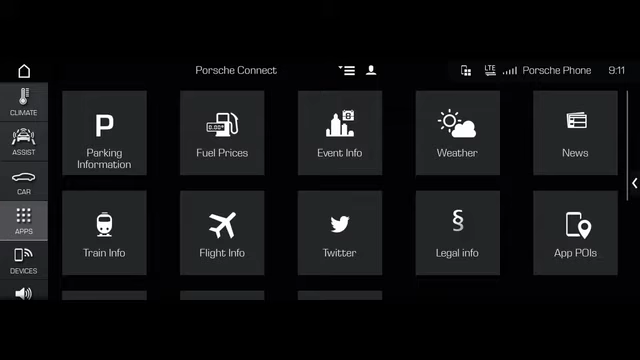 Porsche Connect
LTE
Porsche Phone
9:11
CLIMATE
ASSIST
CAR
APPS
DEVICES
P
Parking
Information
Fuel Prices
Event Info
Weather
News
Train Info
Flight Info
Twitter
§
Legal info
App POIs